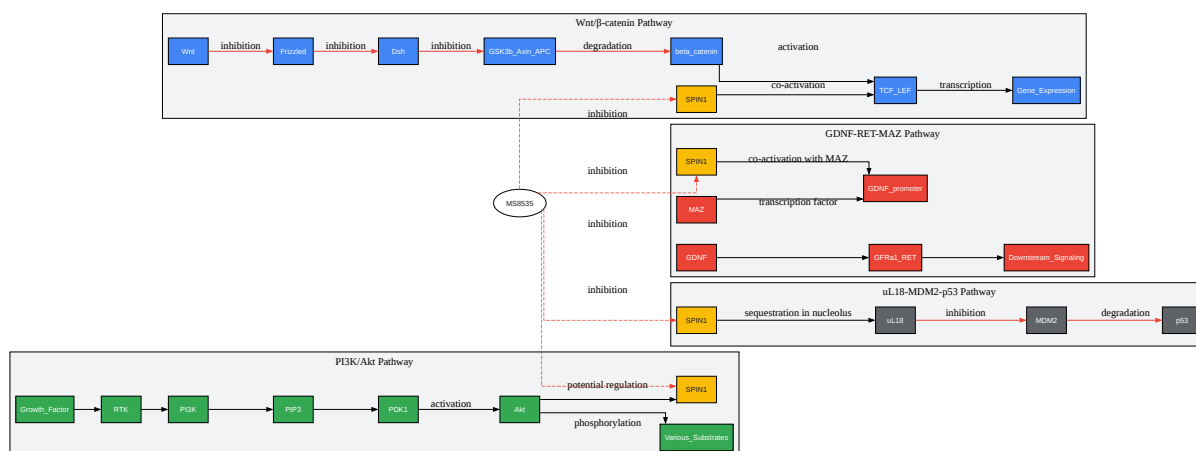 Wnt/β-catenin Pathway
Wnt
inhibition
Frizzled
inhibition
Dsh
inhibition
GSK3b_Axin_APC
degradation
beta_catenin
activation
SPIN1
co-activation
TCF_LEF
transcription
Gene_Expression
inhibition
GDNF-RET-MAZ Pathway
SPIN1
co-activation with MAZ
inhibition
GDNF_promoter
MS8535
MAZ
transcription factor
inhibition
GDNF
GFRa1_RET
Downstream_Signaling
inhibition
uL18-MDM2-p53 Pathway
SPIN1
sequestration in nucleolus
uL18
inhibition
MDM2
degradation
p53
PI3K/Akt Pathway
potential regulation
SPIN1
Growth_Factor
RTK
PI3K
PIP3
PDK1
activation
Akt
phosphorylation
Various_Substrates